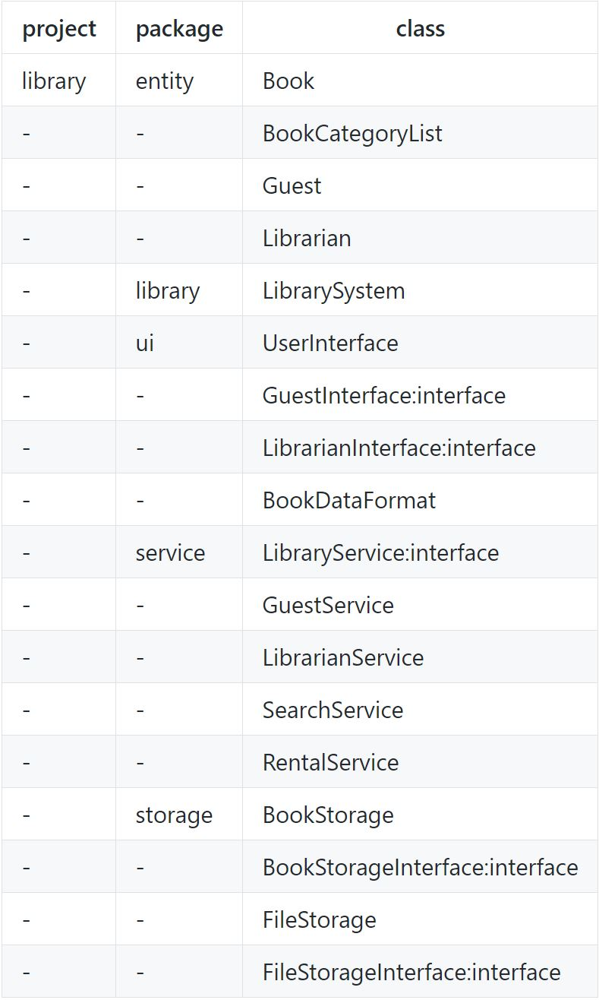 project package class
library entity Book
- - BookCategoryList
- - Guest
- - Librarian
- library LibrarySystem
- ui UserInterface
- - GuestInterface:interface
- - LibrarianInterface:interface
- - BookDataFormat
- service LibraryService:interface
- - GuestService
- - LibrarianService
- - SearchService
- - RentalService
- storage BookStorage
- - BookStorageInterface:interface
- - FileStorage
- - FileStorageInterface:interface